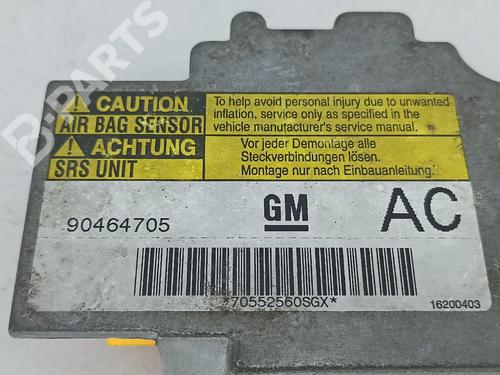 B-PARTS
CAUTION
AIR BAG SENSOR
ACHTUNG
SRS UNIT
To help avoid personal injury due to unwanted
inflation, service only as specified in the
vehicle manufacturer's service manual.
Vor jeder Demontage alle
Steckverbindungen lösen.
Montage nur nach Einbauanleitung.
90464705
GM
AC
*70552560SGX*
16200403